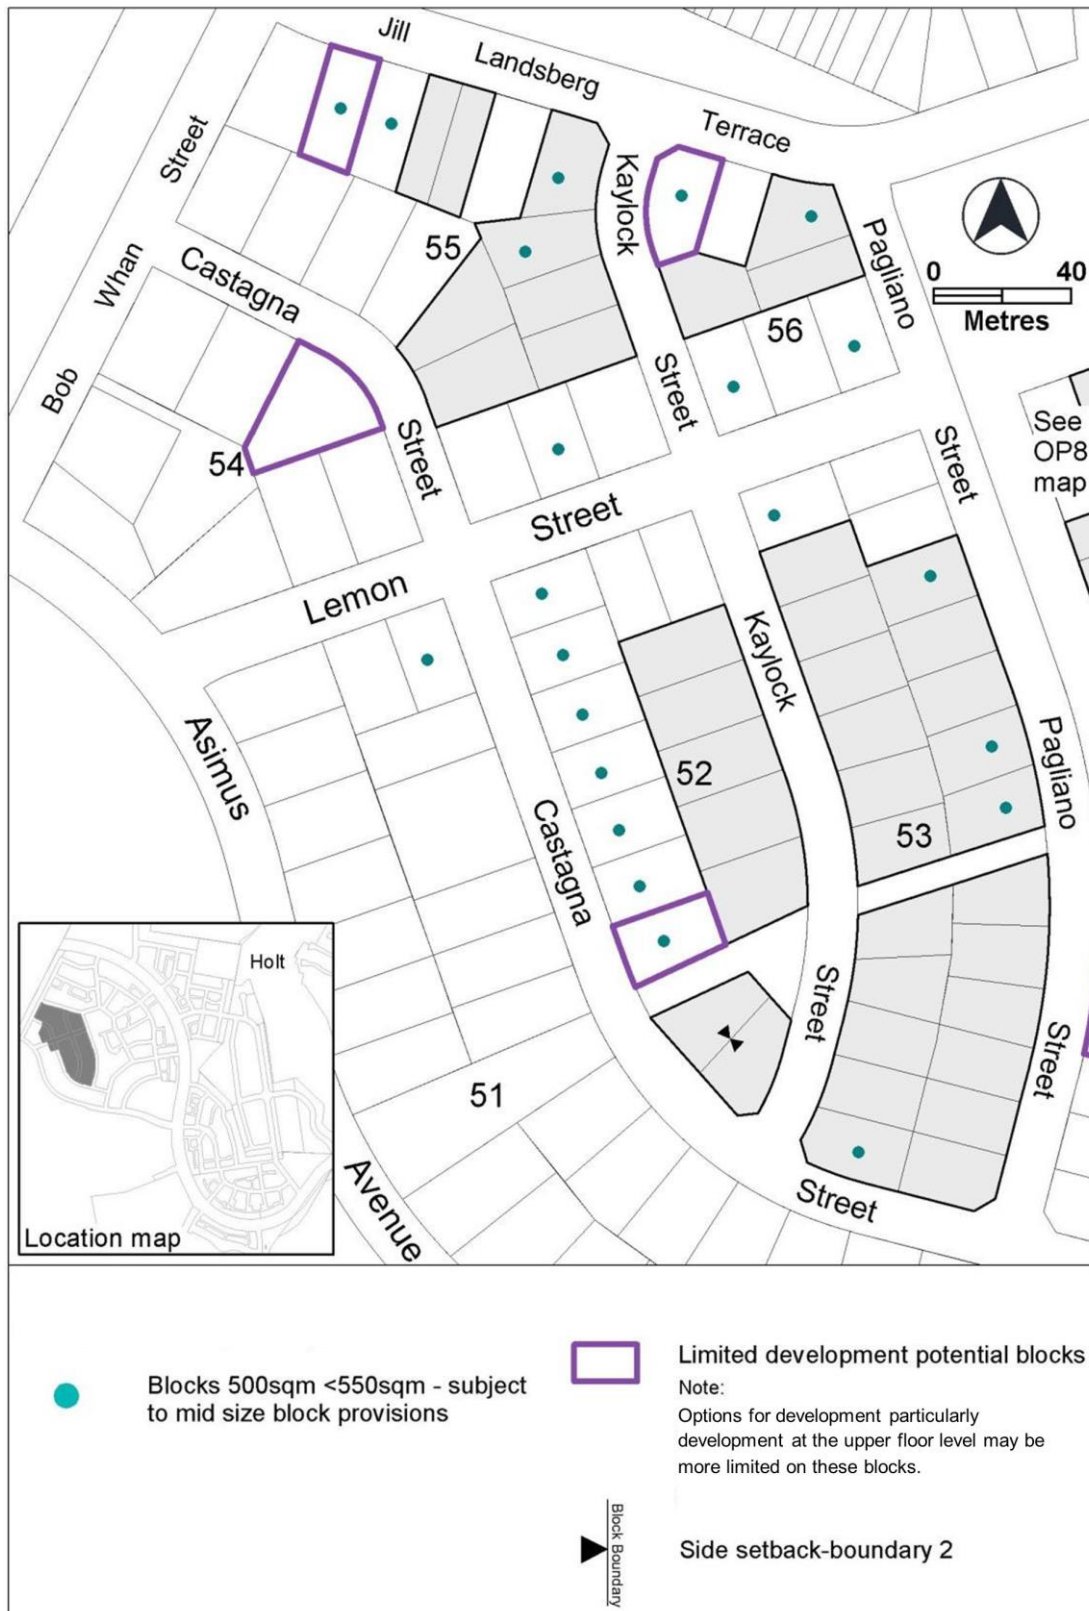 Jill
Landsberg
Terrace
Street
Kaylock
Pagliano
Whan
Castagna
55
0 40
Metres
56
Bob
Street
Street
54
Street
See
OP8
map
Street
Lemon
Kaylock
Asimus
52
Pagliano
Castagna
53
Holt
Street
Street
51
Avenue
Street
Location map
Blocks 500sqm <550sqm - subject
to mid size block provisions
Limited development potential blocks
Note:
Options for development particularly
development at the upper floor level may be
more limited on these blocks.
Block Boundary
Side setback-boundary 2